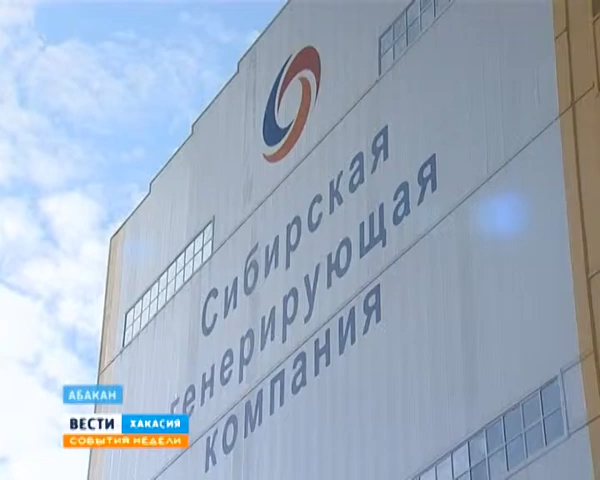 Сибирская
генерирующая
компания
АБАКАН
ВЕСТИ ХАКАСИЯ
СОБЫТИЯ НЕДЕЛИ